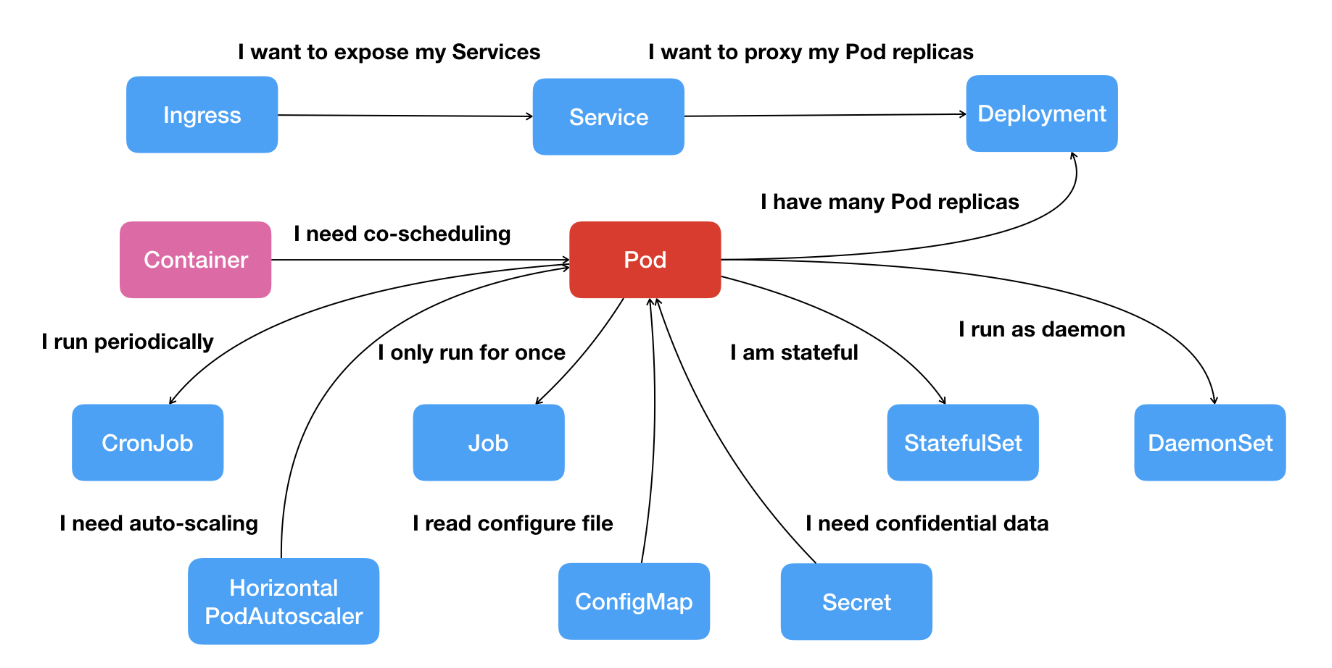 I want to expose my Services
I want to proxy my Pod replicas
Ingress
Service
Deployment
I have many Pod replicas
Container
I need co-scheduling
Pod
I run periodically
I only run for once
I am stateful
I run as daemon
CronJob
Job
StatefulSet
DaemonSet
I need auto-scaling
I read configure file
I need confidential data
Horizontal
PodAutoscaler
ConfigMap
Secret